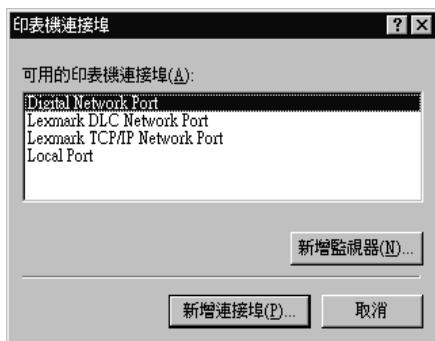 印表機連接埠
可用的印表機連接埠(A):
Digital Network Port
Lexmark DLC Network Port
Lexmark TCP/IP Network Port
Local Port
新增監視器(N)...
新增連接埠(P)...
取消